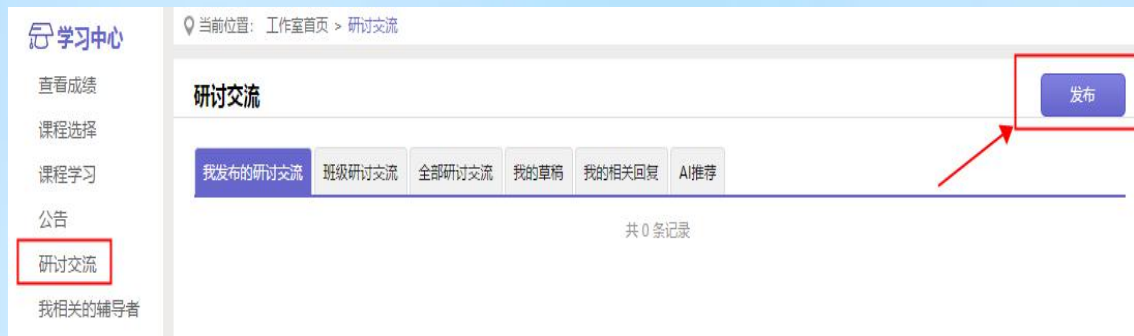 学习中心
查看成绩
课程选择
课程学习
公告
研讨交流
我相关的辅导者
当前位置： 工作室首页 > 研讨交流
研讨交流
发布
我发布的研讨交流 班级研讨交流 全部研讨交流 我的草稿 我的相关回复 AI推荐
共 0 条记录